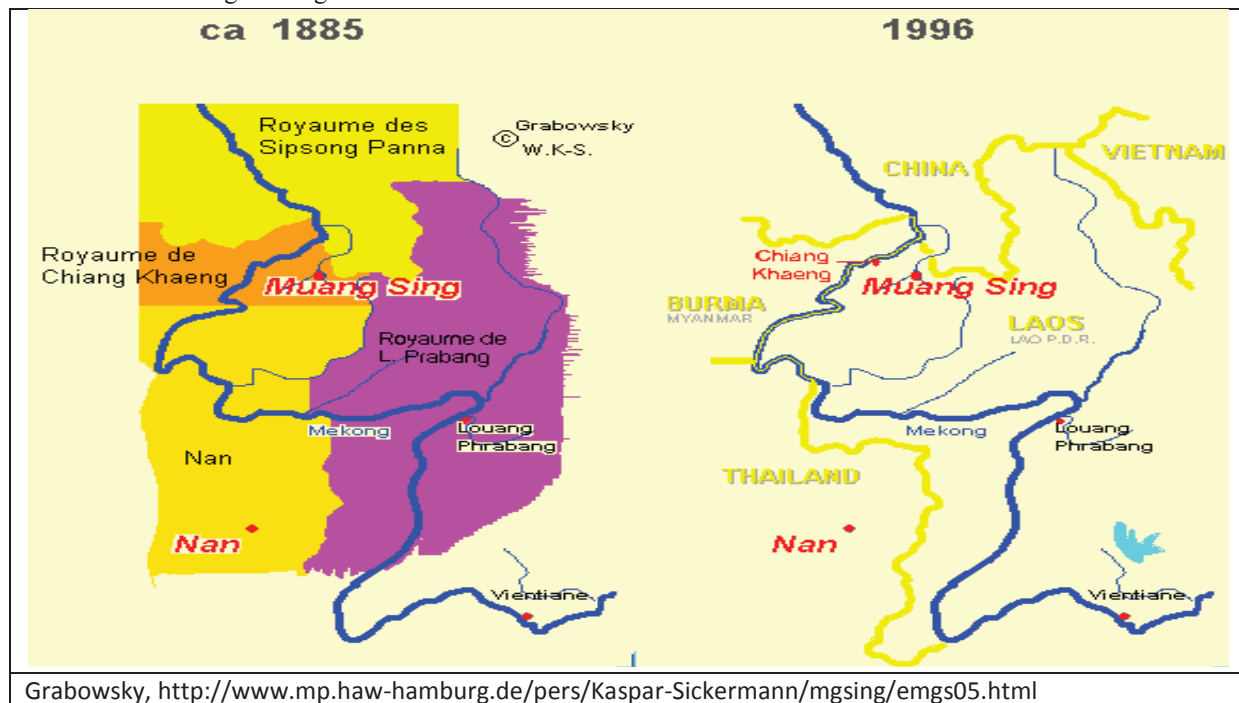 ca 1885
Royaume des
Sipsong Panna
© Grabowsky
W.K-S.
Royaume de
Chiang Khaeng
Muang Sing
Royaume de
L. Prabang
Mekong
Louang
Phrabang
Nan
Nan
Vientiane
1996
VIETNAM
CHINA
Chiang
Khaeng
Muang Sing
BURMA
MYANMAR
LAOS
LAO P.D.R.
Mekong
Louang
Phrabang
THAILAND
Nan
Vientiane
Grabowsky, http://www.mp.haw-hamburg.de/pers/Kaspar-Sickermann/mgsing/emgs05.html